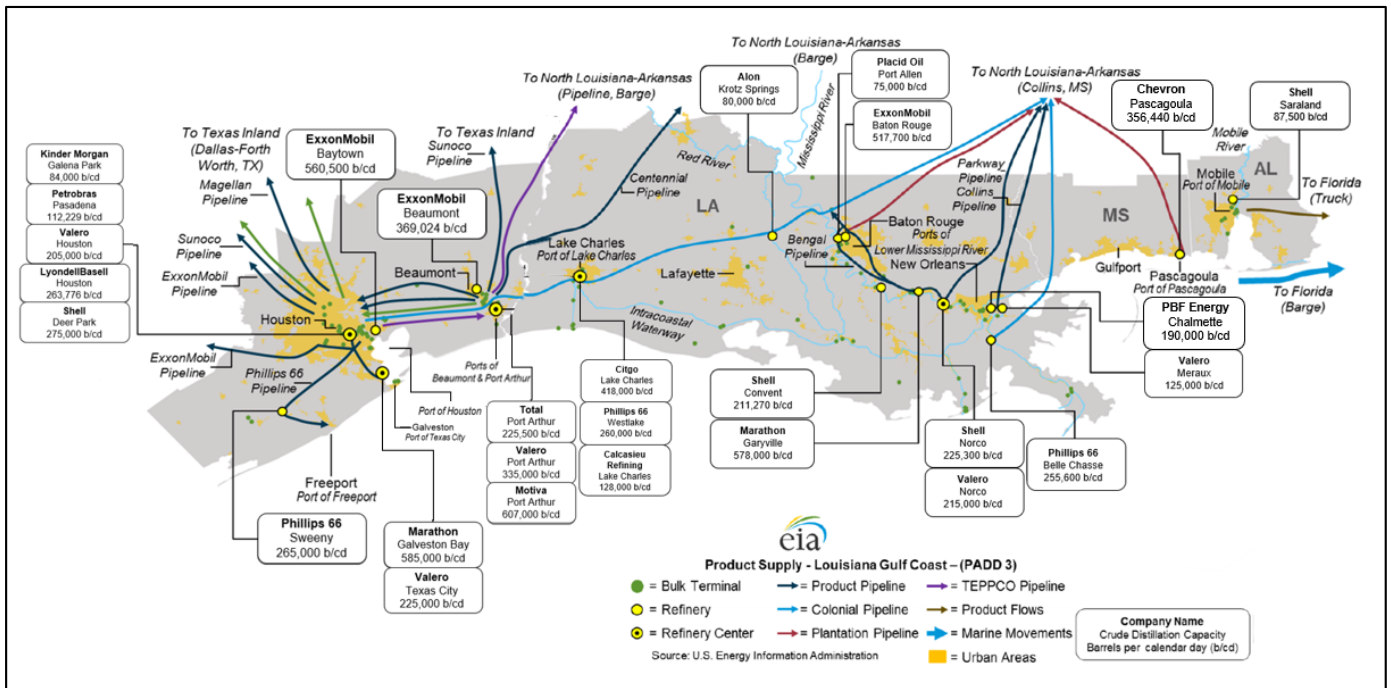 To North Louisiana-Arkansas
(Barge)
To North Louisiana-Arkansas
(Pipeline, Barge)
Alon
Krotz Springs
80,000 b/cd
Mississippi River
Placid Oil
Port Allen
75,000 b/cd
ExxonMobil
Baton Rouge
517,700 b/cd
To North Louisiana-Arkansas
(Collins, MS)
Chevron
Pascagoula
356,440 b/cd
Shell
Saraland
87,500 b/cd
To Texas Inland
(Dallas-Forth
Worth, TX)
Magellan
Pipeline
ExxonMobil
Baytown
560,500 b/cd
To Texas Inland
Sunoco
Pipeline
Red River
Centennial
Pipeline
Parkway
Pipeline
Collins
Pipeline
Mobile
River
AL
Mobile
Port of Mobile
To Florida
(Truck)
Kinder Morgan
Galena Park
84,000 b/cd
Petrobras
Pasadena
112,229 b/cd
Valero
Houston
205,000 b/cd
LyondellBasell
Houston
263,776 b/cd
Shell
Deer Park
275,000 b/cd
Sunoco
Pipeline
ExxonMobil
Pipeline
ExxonMobil
Beaumont
369,024 b/cd
LA
MS
Beaumont
Lake Charles
Port of Lake Charles
Lafayette
Bengal
Pipeline
Baton Rouge
Ports of
Lower Mississippi River
New Orleans
Gulfport
Pascagoula
Port of Pascagoula
To Florida
(Barge)
Houston
Intracoastal
Waterway
ExxonMobil
Pipeline
Phillips 66
Pipeline
Ports of
Beaumont & Port Arthur
Port of Houston
Galveston
Port of Texas City
Freeport
Port of Freeport
Phillips 66
Sweeny
265,000 b/cd
Marathon
Galveston Bay
585,000 b/cd
Valero
Texas City
225,000 b/cd
Total
Port Arthur
225,500 b/cd
Valero
Port Arthur
335,000 b/cd
Motiva
Port Arthur
607,000 b/cd
Citgo
Lake Charles
418,000 b/cd
Phillips 66
Westlake
260,000 b/cd
Calcasieu
Refining
Lake Charles
128,000 b/cd
Shell
Convent
211,270 b/cd
Marathon
Garyville
578,000 b/cd
Shell
Norco
225,300 b/cd
Valero
Norco
215,000 b/cd
Phillips 66
Belle Chasse
255,600 b/cd
PBF Energy
Chalmette
190,000 b/cd
Valero
Meraux
125,000 b/cd
eia
Product Supply - Louisiana Gulf Coast – (PADD 3)
= Bulk Terminal
= Product Pipeline
= TEPPCO Pipeline
= Refinery
= Colonial Pipeline
= Product Flows
= Refinery Center
= Plantation Pipeline
= Marine Movements
Source: U.S. Energy Information Administration
= Urban Areas
Company Name
Crude Distillation Capacity
Barrels per calendar day (b/cd)